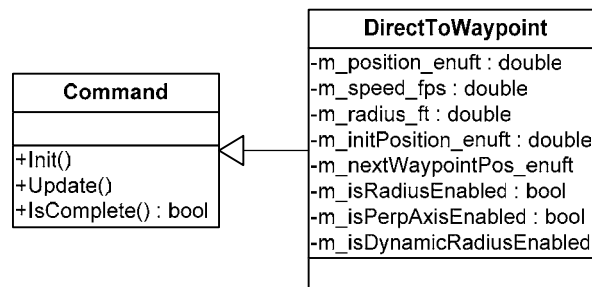 Command
+Init()
+Update()
+IsComplete() : bool
DirectToWaypoint
-m_position_enuft : double
-m_speed_fps : double
-m_radius_ft : double
-m_initPosition_enuft : double
-m_nextWaypointPos_enuft
-m_isRadiusEnabled : bool
-m_isPerpAxisEnabled : bool
-m_isDynamicRadiusEnabled